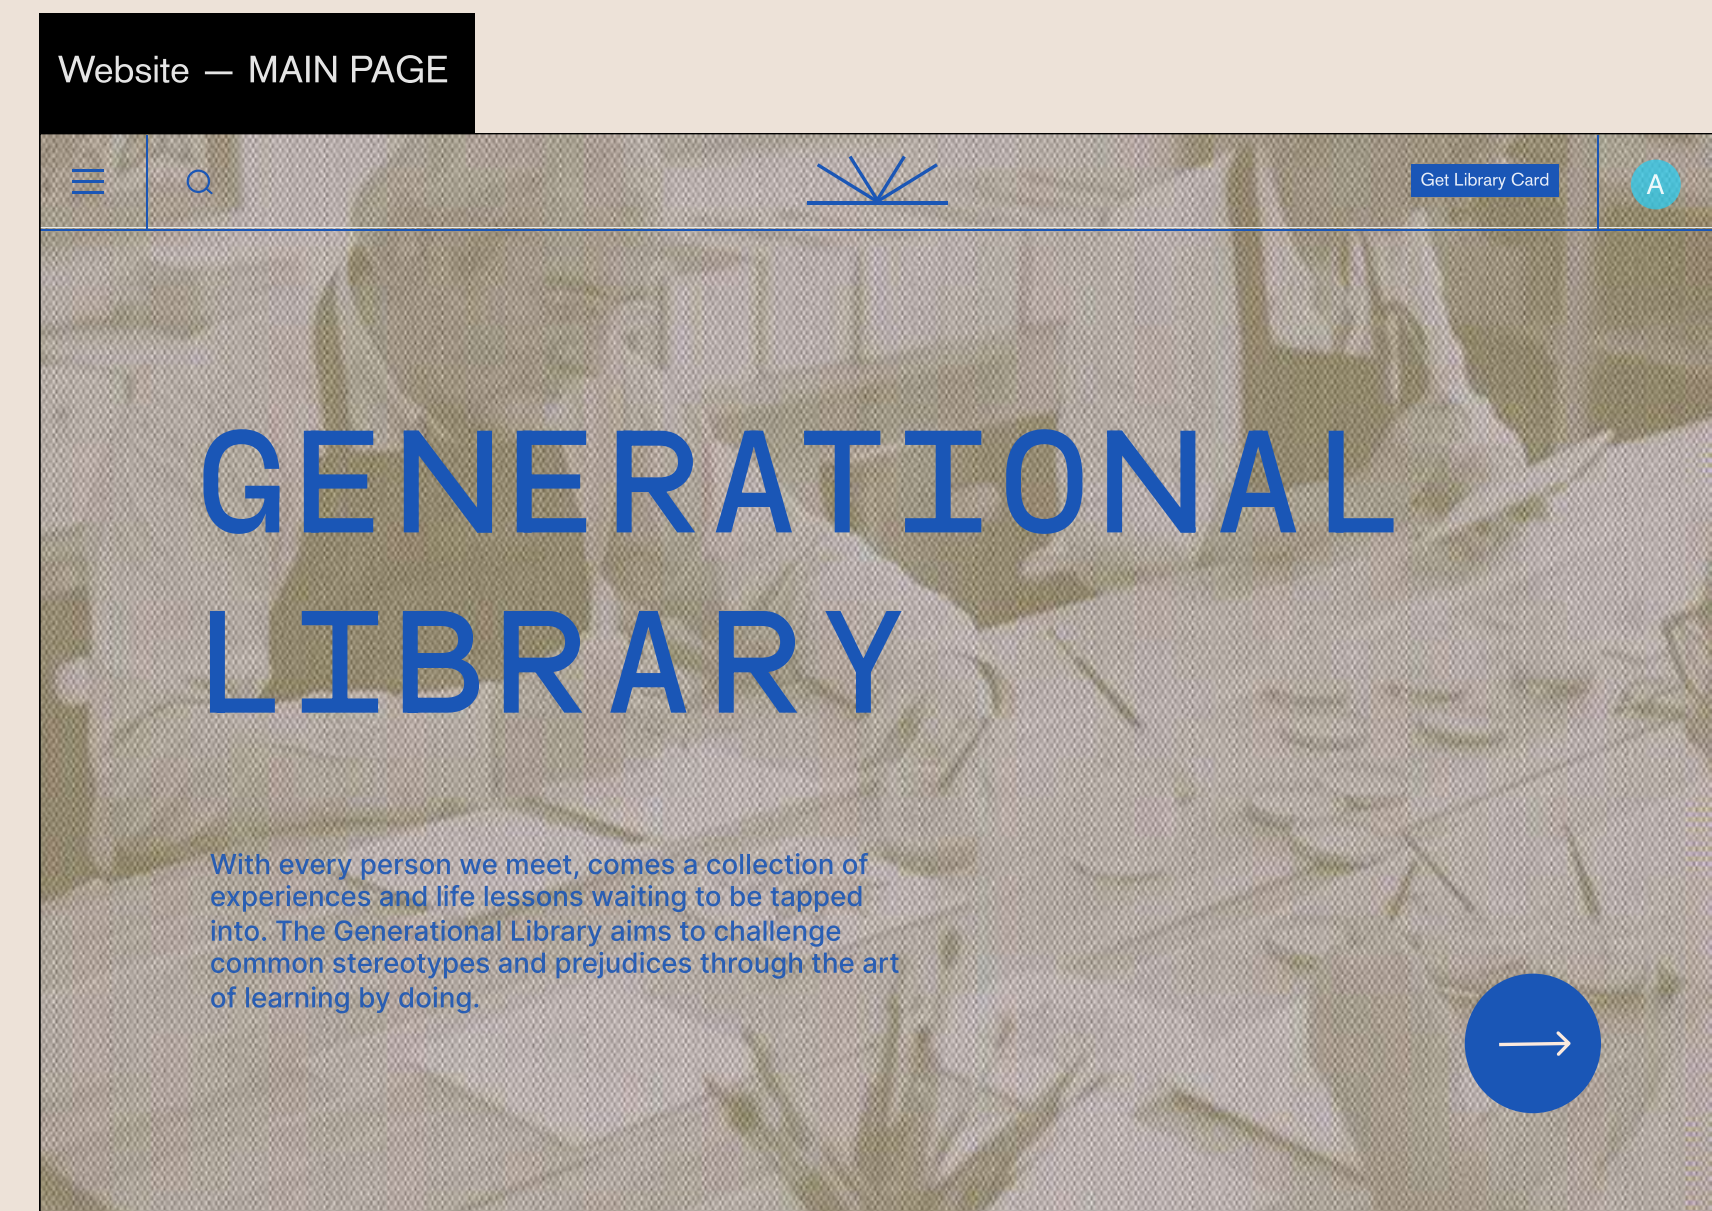 Website — MAIN PAGE
Get Library Card
A
GENERATIONAL
LIBRARY
With every person we meet, comes a collection of
experiences and life lessons waiting to be tapped
into. The Generational Library aims to challenge
common stereotypes and prejudices through the art
of learning by doing.